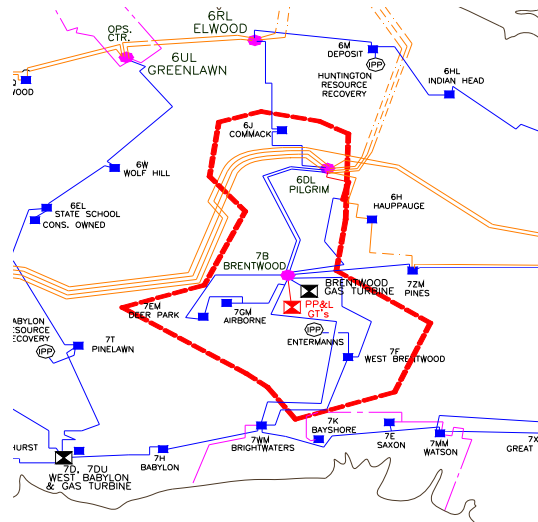 6RL
ELWOOD
OPS.
CTR.
6UL
GREENLAWN
6M
DEPOSIT
IPP
HUNTINGTON
RESOURCE
RECOVERY
6HL
INDIAN HEAD
WOOD
6J
COMMACK
6W
WOLF HILL
6DL
PILGRIM
6H
HAUPPAUGE
6EL
STATE SCHOOL
CONS. OWNED
7B
BRENTWOOD
BRENTWOOD
GAS TURBINE
7ZM
PINES
PP&L
GT's
7EM
DEER PARK
7GM
AIRBORNE
IPP
ENTERMANNS
7F
WEST BRENTWOOD
ABYLON
RESOURCE
RECOVERY
IPP
7T
PINELAWN
7K
BAYSHORE
7E
SAXON
7MM
WATSON
7X
GREAT
7WM
BRIGHTWATERS
7H
BABYLON
HURST
7D, 7DU
WEST BABYLON
& GAS TURBINE